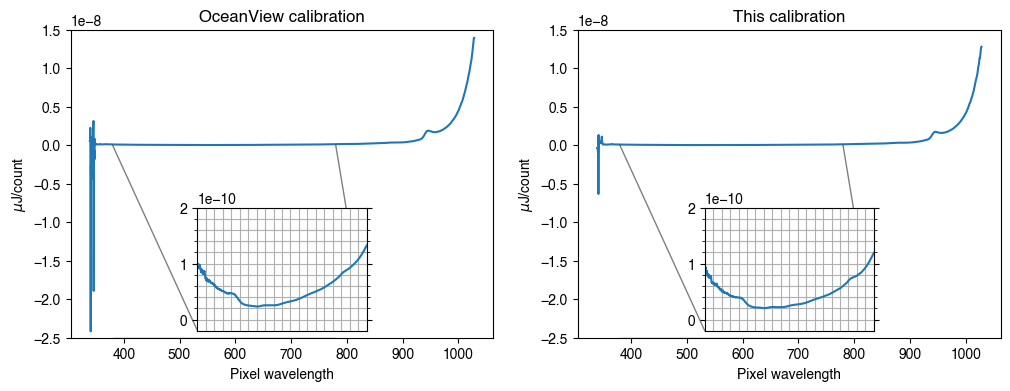 OceanView calibration
1e−8
1.5
1.0
0.5
0.0
−0.5
−1.0
−1.5
−2.0
−2.5
μJ/count
1e−10
2
1
0
400 500 600 700 800 900 1000
Pixel wavelength
This calibration
1e−8
1.5
1.0
0.5
0.0
−0.5
−1.0
−1.5
−2.0
−2.5
μJ/count
1e−10
2
1
0
400 500 600 700 800 900 1000
Pixel wavelength